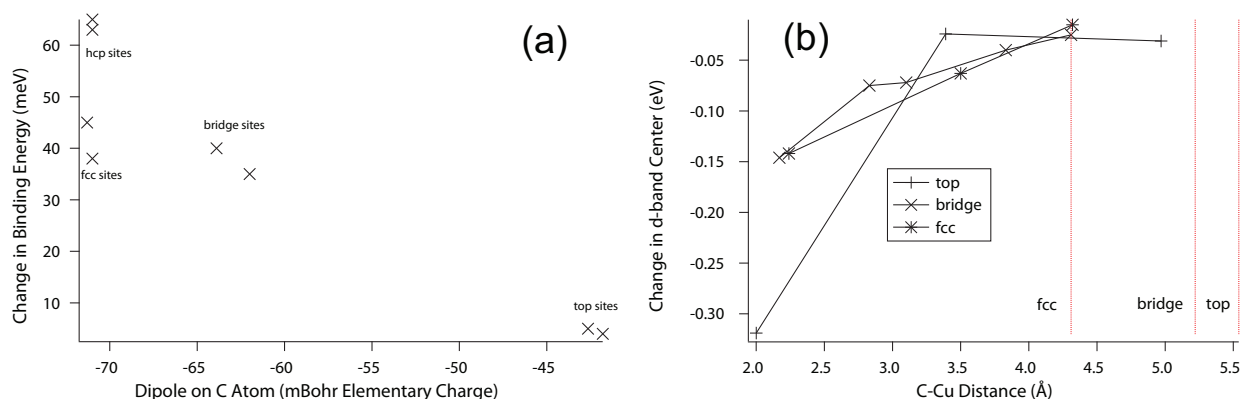 (a)
Change in Binding Energy (meV)
60
50
40
30
20
10
hcp sites
bridge sites
fcc sites
top sites
-70
-65
-60
-55
-50
-45
Dipole on C Atom (mBohr Elementary Charge)
(b)
Change in d-band Center (eV)
-0.05
-0.10
-0.15
-0.20
-0.25
-0.30
top
bridge
fcc
fcc
bridge
top
2.0
2.5
3.0
3.5
4.0
4.5
5.0
5.5
C-Cu Distance (Å)